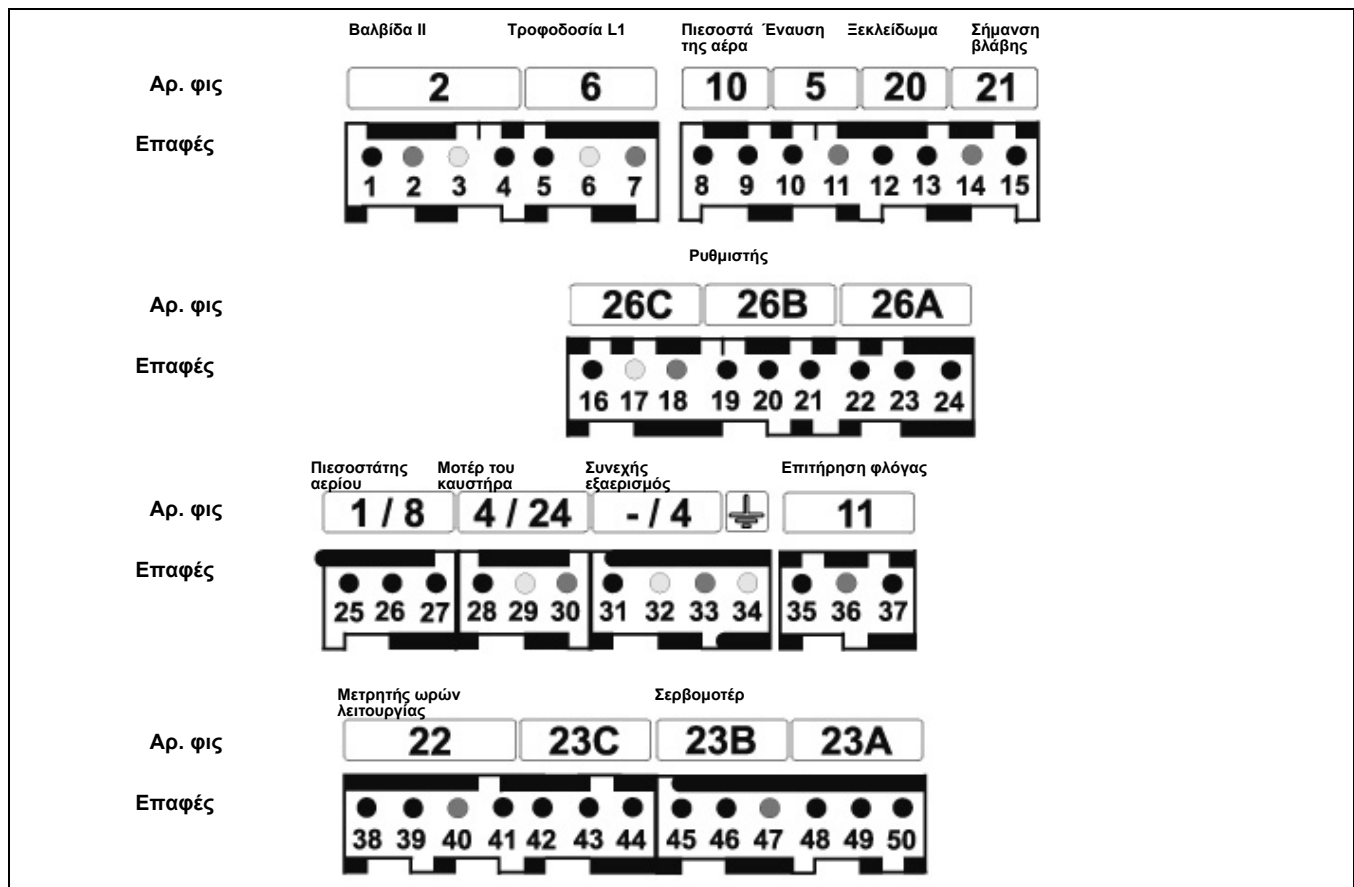 Βαλβίδα II Τροφοδοσία L1 Πιεσοστά της αέρα Έναυση Ξεκλείδωμα Σήμανση βλάβης
Αρ. φις 2 6 10 5 20 21
Επαφές
1 2 3 4 5 6 7 8 9 10 11 12 13 14 15
Ρυθμιστής
Αρ. φις 26C 26B 26A
Επαφές
16 17 18 19 20 21 22 23 24
Πιεσοστάτης αερίου Μοτέρ του καυστήρα Συνεχής εξαερισμός Επιτήρηση φλόγας
Αρ. φις 1 / 8 4 / 24 - / 4 11
Επαφές
25 26 27 28 29 30 31 32 33 34 35 36 37
Μετρητής ωρών λειτουργίας Σερβομοτέρ
Αρ. φις 22 23C 23B 23A
Επαφές
38 39 40 41 42 43 44 45 46 47 48 49 50